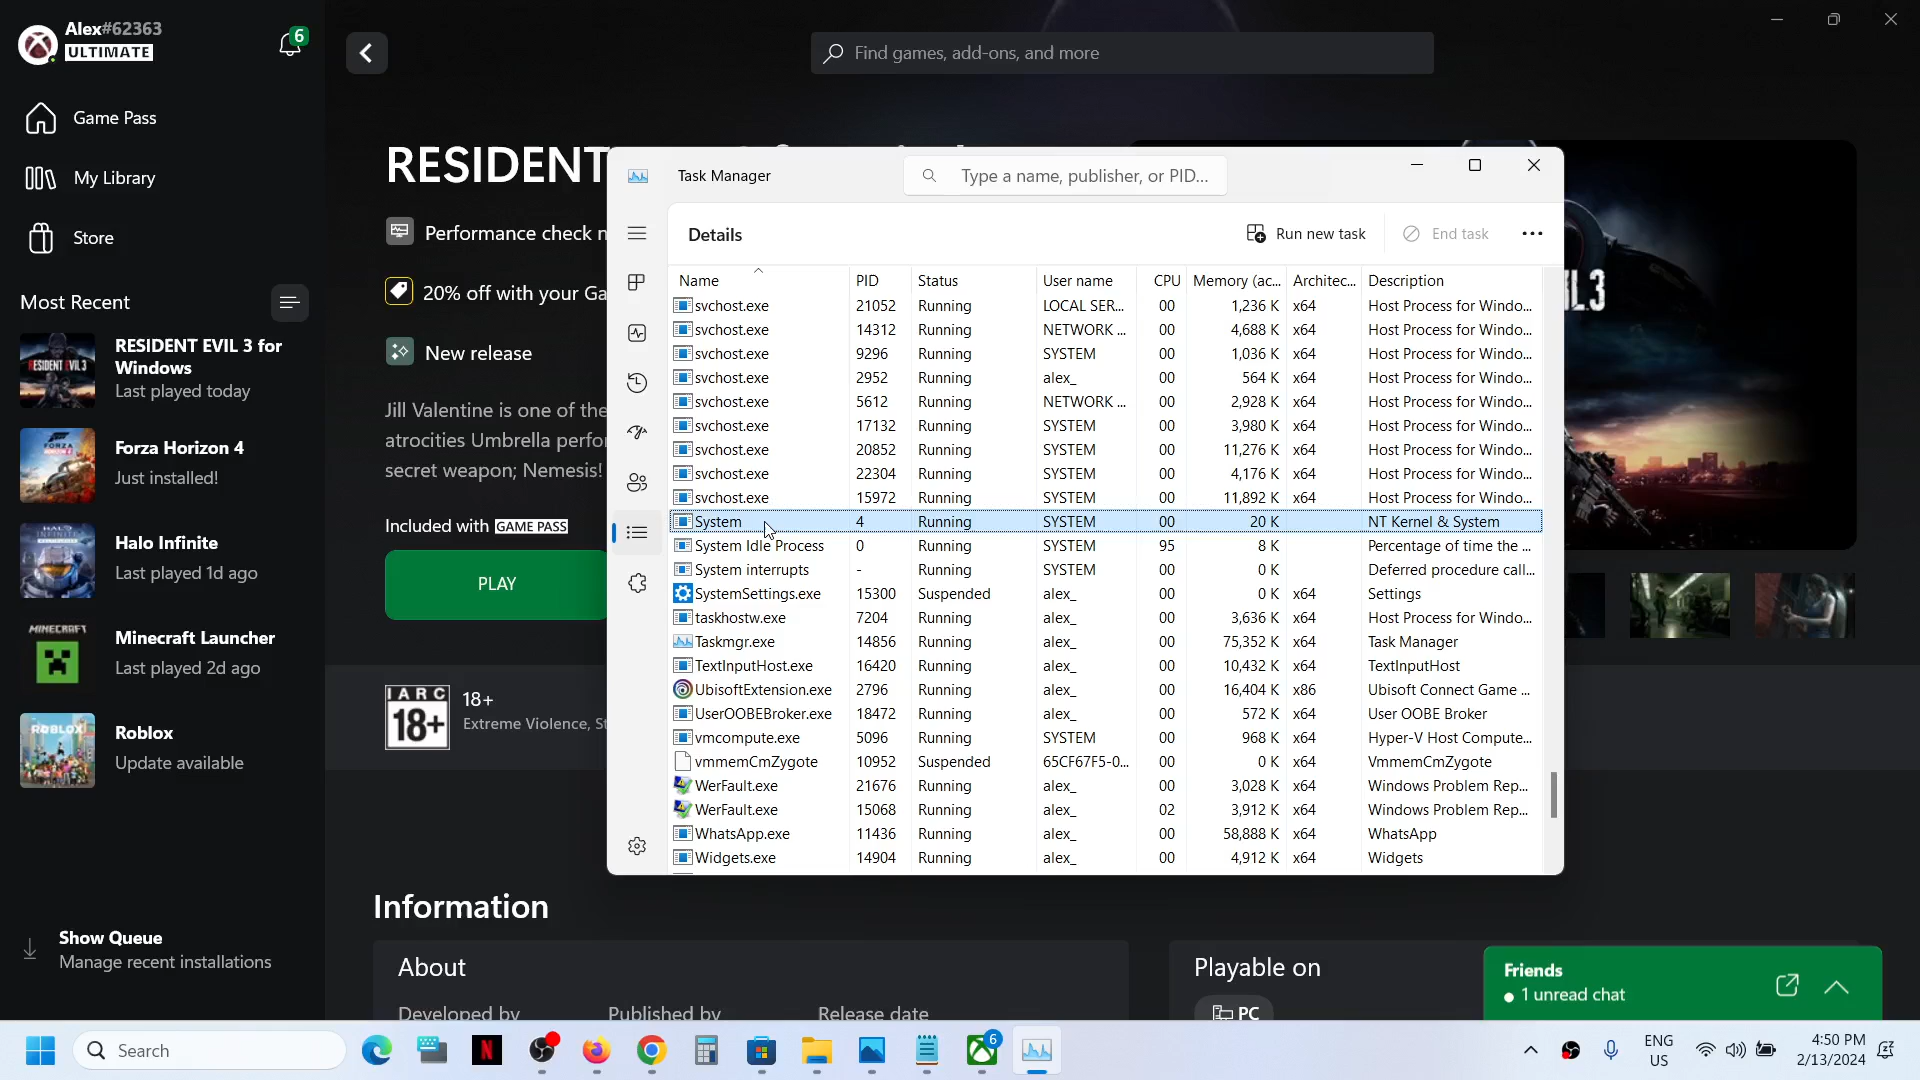 Alex#62363
ULTIMATE
6
Game Pass
My Library
Store
Most Recent
RESIDENT EVIL 3 for
Windows
Last played today
Forza Horizon 4
Just installed!
Halo Infinite
Last played 1d ago
Minecraft Launcher
Last played 2d ago
Roblox
Update available
Show Queue
Manage recent installations
Find games, add-ons, and more
RESIDENT
Performance check
20% off with your Ga
New release
Jill Valentine is one of the
atrocities Umbrella perfo
secret weapon; Nemesis!
Included with GAME PASS
PLAY
IARC
18+
18+
Extreme Violence, St
Information
About
Developed by Published by Release date
Playable on
PC
Friends
1 unread chat
Task Manager
Type a name, publisher, or PID...
Details
Run new task
End task
Name PID Status User name CPU Memory (ac... Architec... Description
svchost.exe 21052 Running LOCAL SER... 00 1,236 K x64 Host Process for Windo...
svchost.exe 14312 Running NETWORK ... 00 4,688 K x64 Host Process for Windo...
svchost.exe 9296 Running SYSTEM 00 1,036 K x64 Host Process for Windo...
svchost.exe 2952 Running alex_ 00 564 K x64 Host Process for Windo...
svchost.exe 5612 Running NETWORK ... 00 2,928 K x64 Host Process for Windo...
svchost.exe 17132 Running SYSTEM 00 3,980 K x64 Host Process for Windo...
svchost.exe 20852 Running SYSTEM 00 11,276 K x64 Host Process for Windo...
svchost.exe 22304 Running SYSTEM 00 4,176 K x64 Host Process for Windo...
svchost.exe 15972 Running SYSTEM 00 11,892 K x64 Host Process for Windo...
System 4 Running SYSTEM 00 20 K NT Kernel & System
System Idle Process 0 Running SYSTEM 95 8 K Percentage of time the ...
System interrupts - Running SYSTEM 00 0 K Deferred procedure call...
SystemSettings.exe 15300 Suspended alex_ 00 0 K x64 Settings
taskhostw.exe 7204 Running alex_ 00 3,636 K x64 Host Process for Windo...
Taskmgr.exe 14856 Running alex_ 00 75,352 K x64 Task Manager
TextInputHost.exe 16420 Running alex_ 00 10,432 K x64 TextInputHost
UbisoftExtension.exe 2796 Running alex_ 00 16,404 K x86 Ubisoft Connect Game ...
UserOOBEBroker.exe 18472 Running alex_ 00 572 K x64 User OOBE Broker
vmcompute.exe 5096 Running SYSTEM 00 968 K x64 Hyper-V Host Compute...
vmmemCmZygote 10952 Suspended 65CF67F5-0... 00 0 K x64 VmmemCmZygote
WerFault.exe 21676 Running alex_ 00 3,028 K x64 Windows Problem Rep...
WerFault.exe 15068 Running alex_ 02 3,912 K x64 Windows Problem Rep...
WhatsApp.exe 11436 Running alex_ 00 58,888 K x64 WhatsApp
Widgets.exe 14904 Running alex_ 00 4,912 K x64 Widgets
Search
6
ENG
US
4:50 PM
2/13/2024